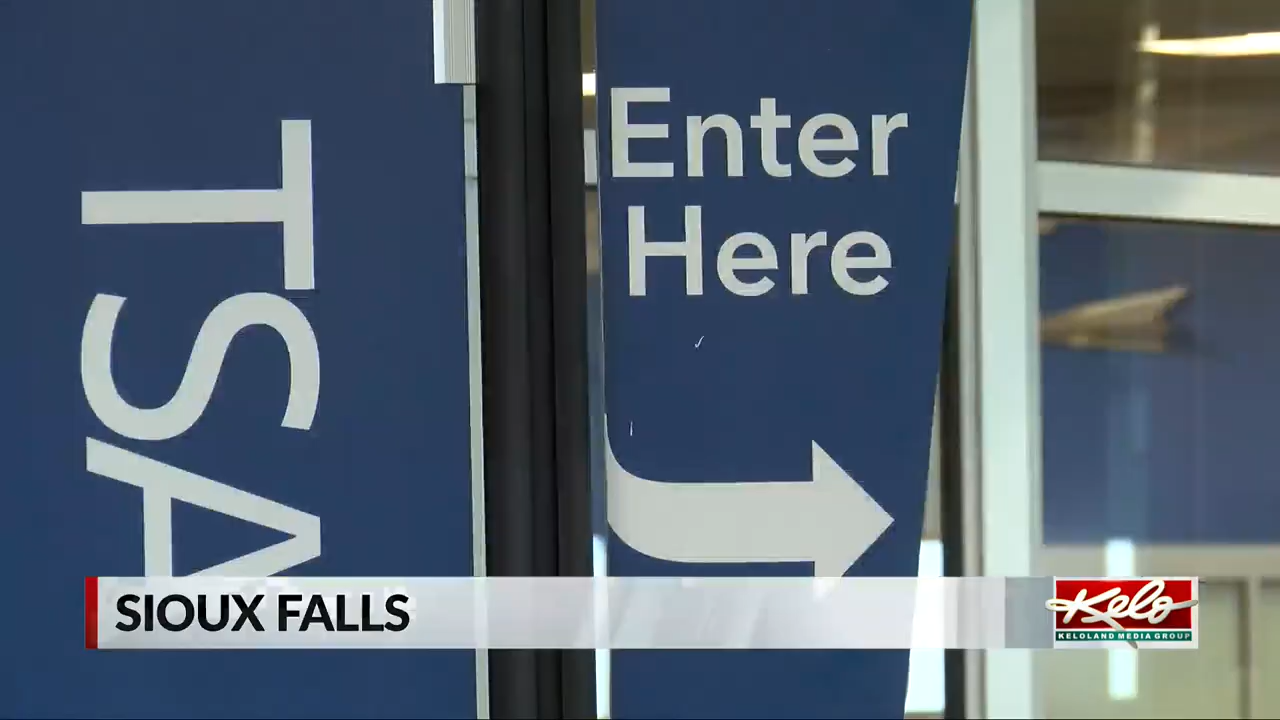 TSA
Enter
Here
SIOUX FALLS
Kelo
KELOLAND MEDIA GROUP